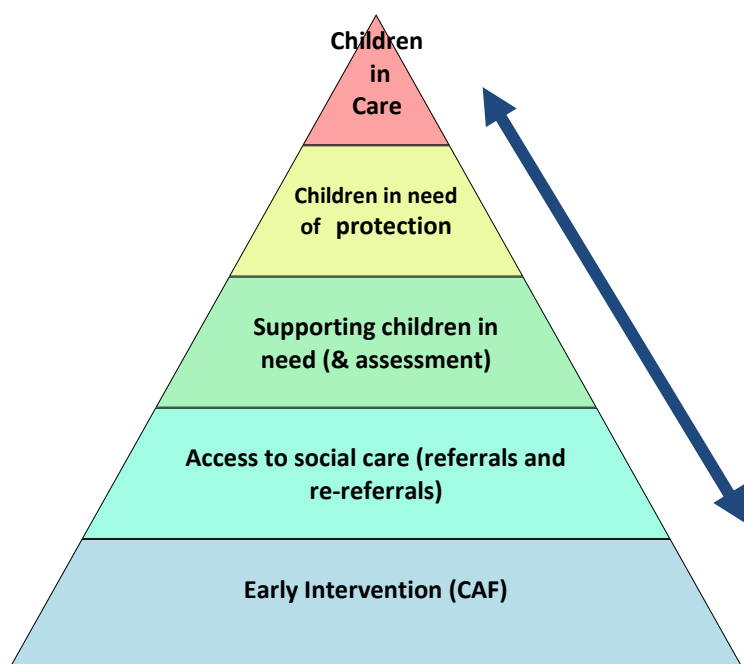 Children
in
Care
Children in need
of protection
Supporting children in
need (& assessment)
Access to social care (referrals and
re-referrals)
Early Intervention (CAF)